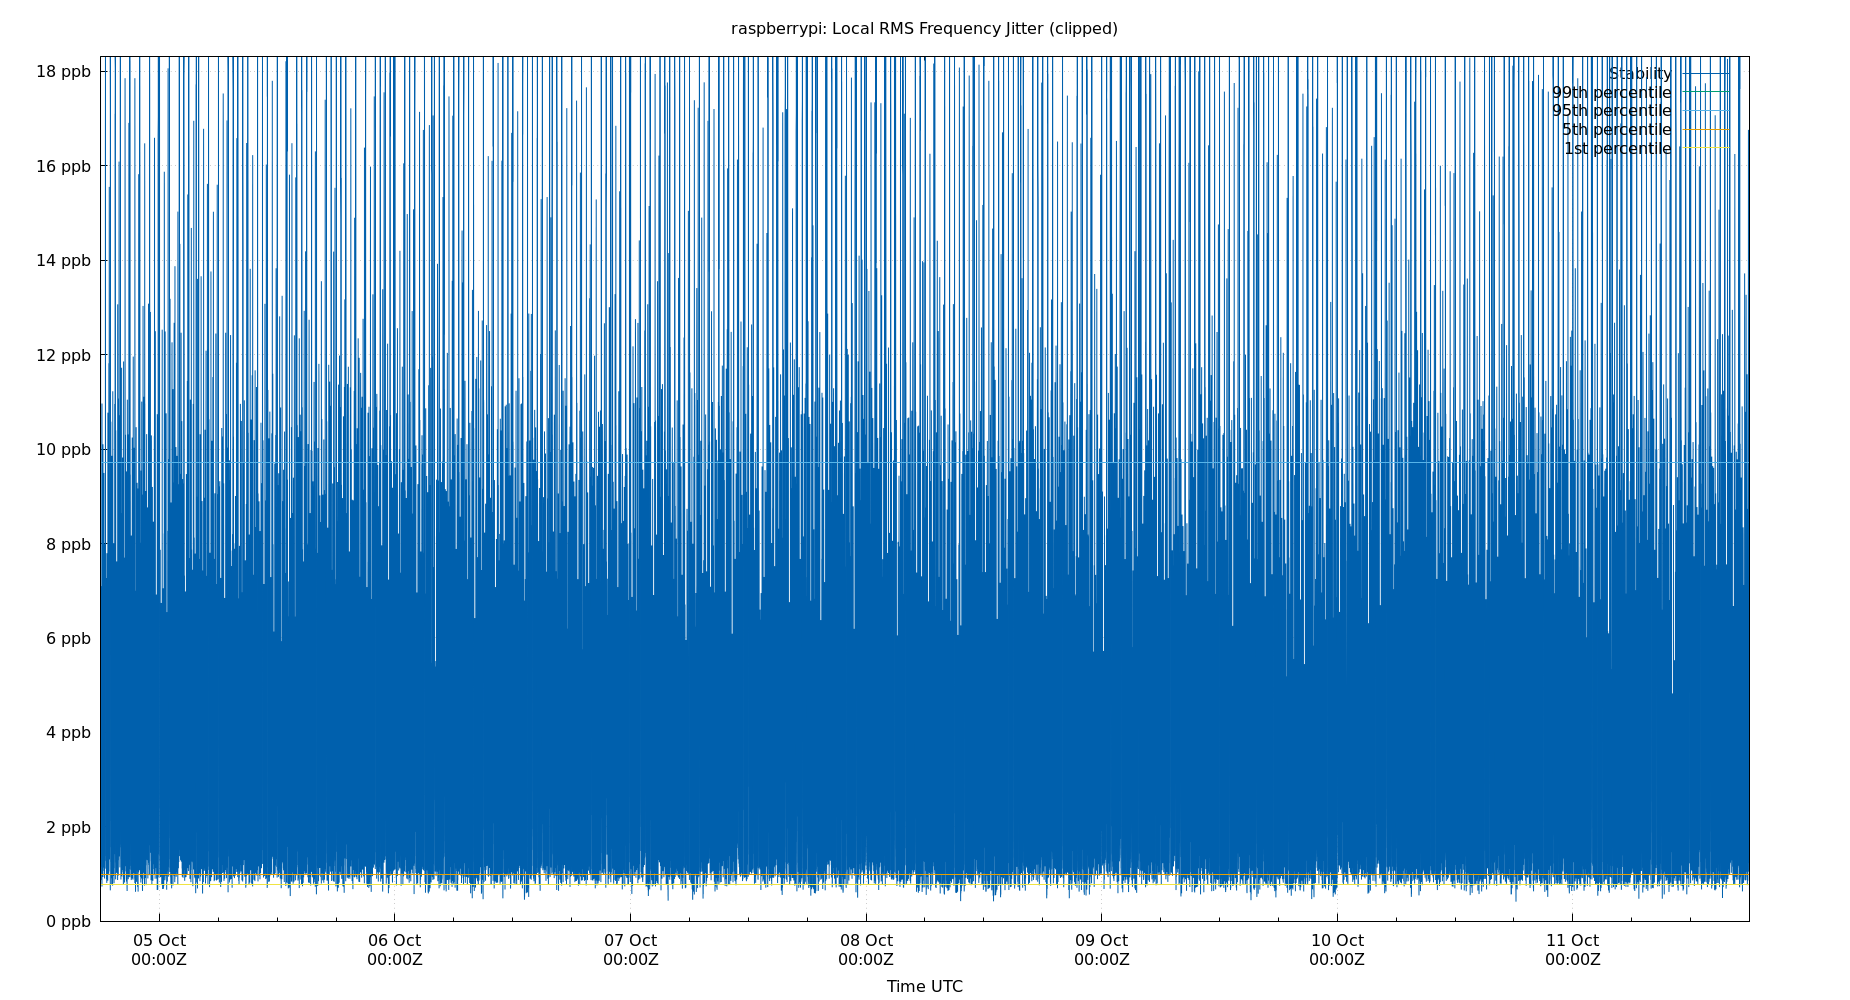 raspberrypi: Local RMS Frequency Jitter (clipped)
18 ppb
16 ppb
14 ppb
12 ppb
10 ppb
8 ppb
6 ppb
4 ppb
2 ppb
0 ppb
Stability
99th percentile
95th percentile
5th percentile
1st percentile
05 Oct 06 Oct 07 Oct 08 Oct 09 Oct 10 Oct 11 Oct
00:00Z 00:00Z 00:00Z 00:00Z 00:00Z 00:00Z 00:00Z
Time UTC